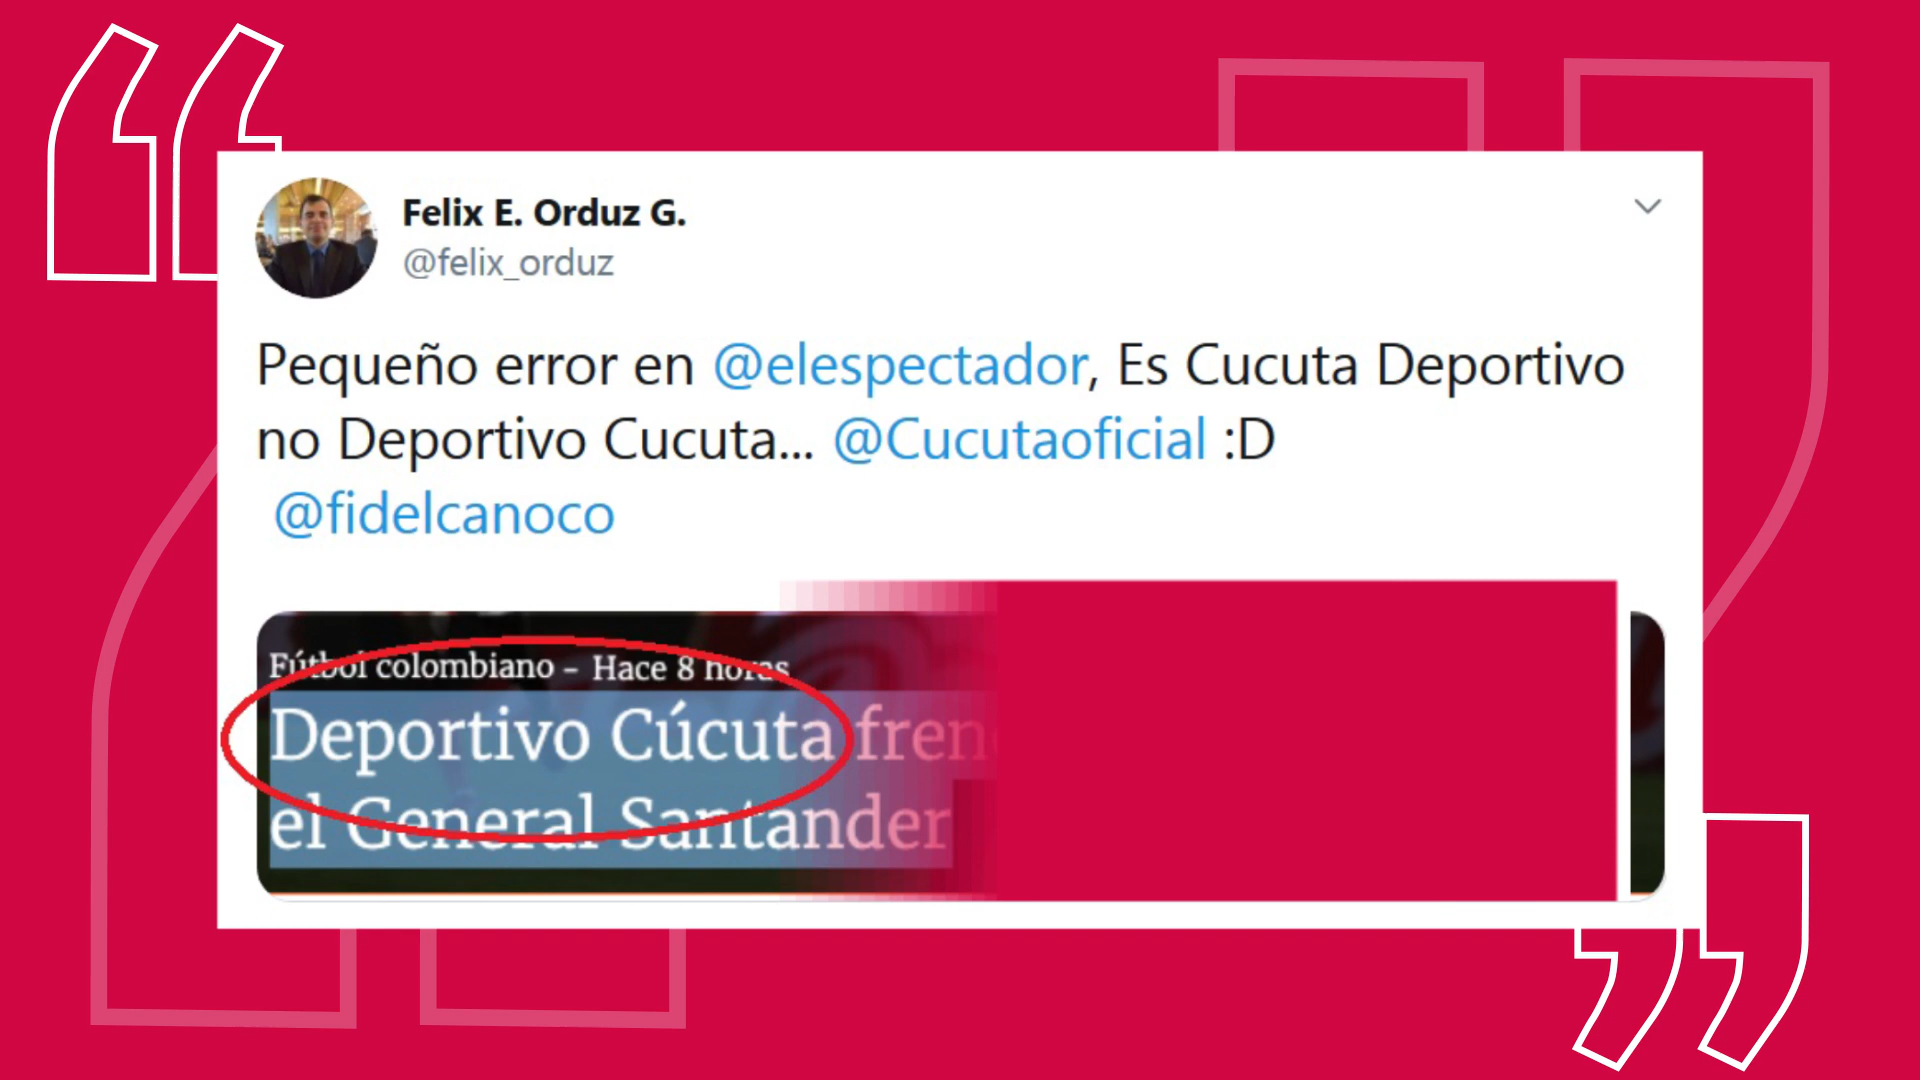 Felix E. Orduz G.
@felix_orduz
Pequeño error en @elespectador, Es Cucuta Deportivo
no Deportivo Cucuta... @Cucutaoficial :D
@fidelcanoco
Fútbol colombiano – Hace 8 horas
Deportivo Cúcuta
el General Santander